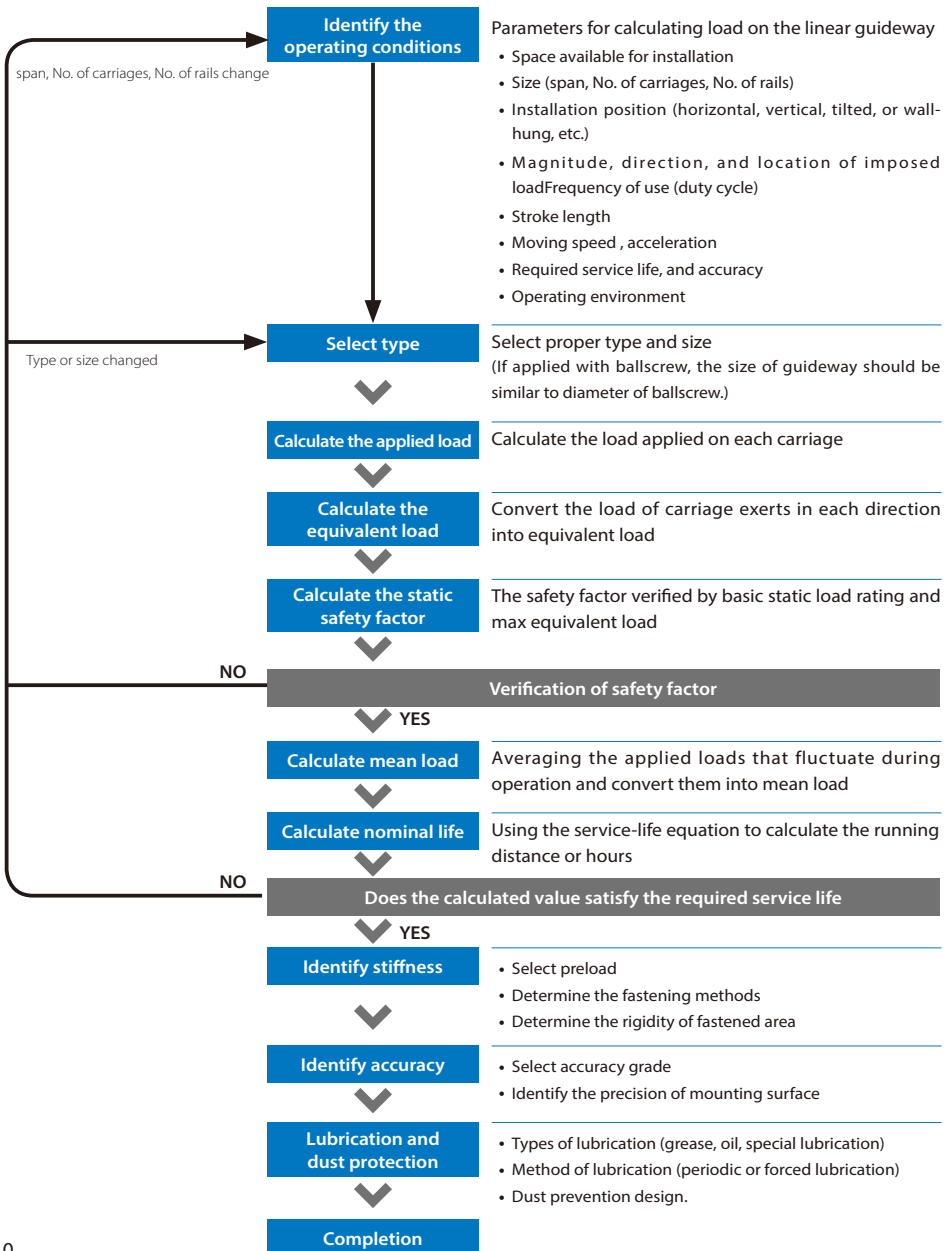 Identify the
operating conditions
Parameters for calculating load on the linear guideway
• Space available for installation
• Size (span, No. of carriages, No. of rails)
• Installation position (horizontal, vertical, tilted, or wall-
hung, etc.)
• Magnitude, direction, and location of imposed
loadFrequency of use (duty cycle)
• Stroke length
• Moving speed , acceleration
• Required service life, and accuracy
• Operating environment
span, No. of carriages, No. of rails change
Select type
Select proper type and size
(If applied with ballscrew, the size of guideway should be
similar to diameter of ballscrew.)
Type or size changed
Calculate the applied load
Calculate the load applied on each carriage
Calculate the
equivalent load
Convert the load of carriage exerts in each direction
into equivalent load
Calculate the static
safety factor
The safety factor verified by basic static load rating and
max equivalent load
NO
Verification of safety factor
YES
Calculate mean load
Averaging the applied loads that fluctuate during
operation and convert them into mean load
Calculate nominal life
Using the service-life equation to calculate the running
distance or hours
NO
Does the calculated value satisfy the required service life
YES
Identify stiffness
• Select preload
• Determine the fastening methods
• Determine the rigidity of fastened area
Identify accuracy
• Select accuracy grade
• Identify the precision of mounting surface
Lubrication and
dust protection
• Types of lubrication (grease, oil, special lubrication)
• Method of lubrication (periodic or forced lubrication)
• Dust prevention design.
Completion
0